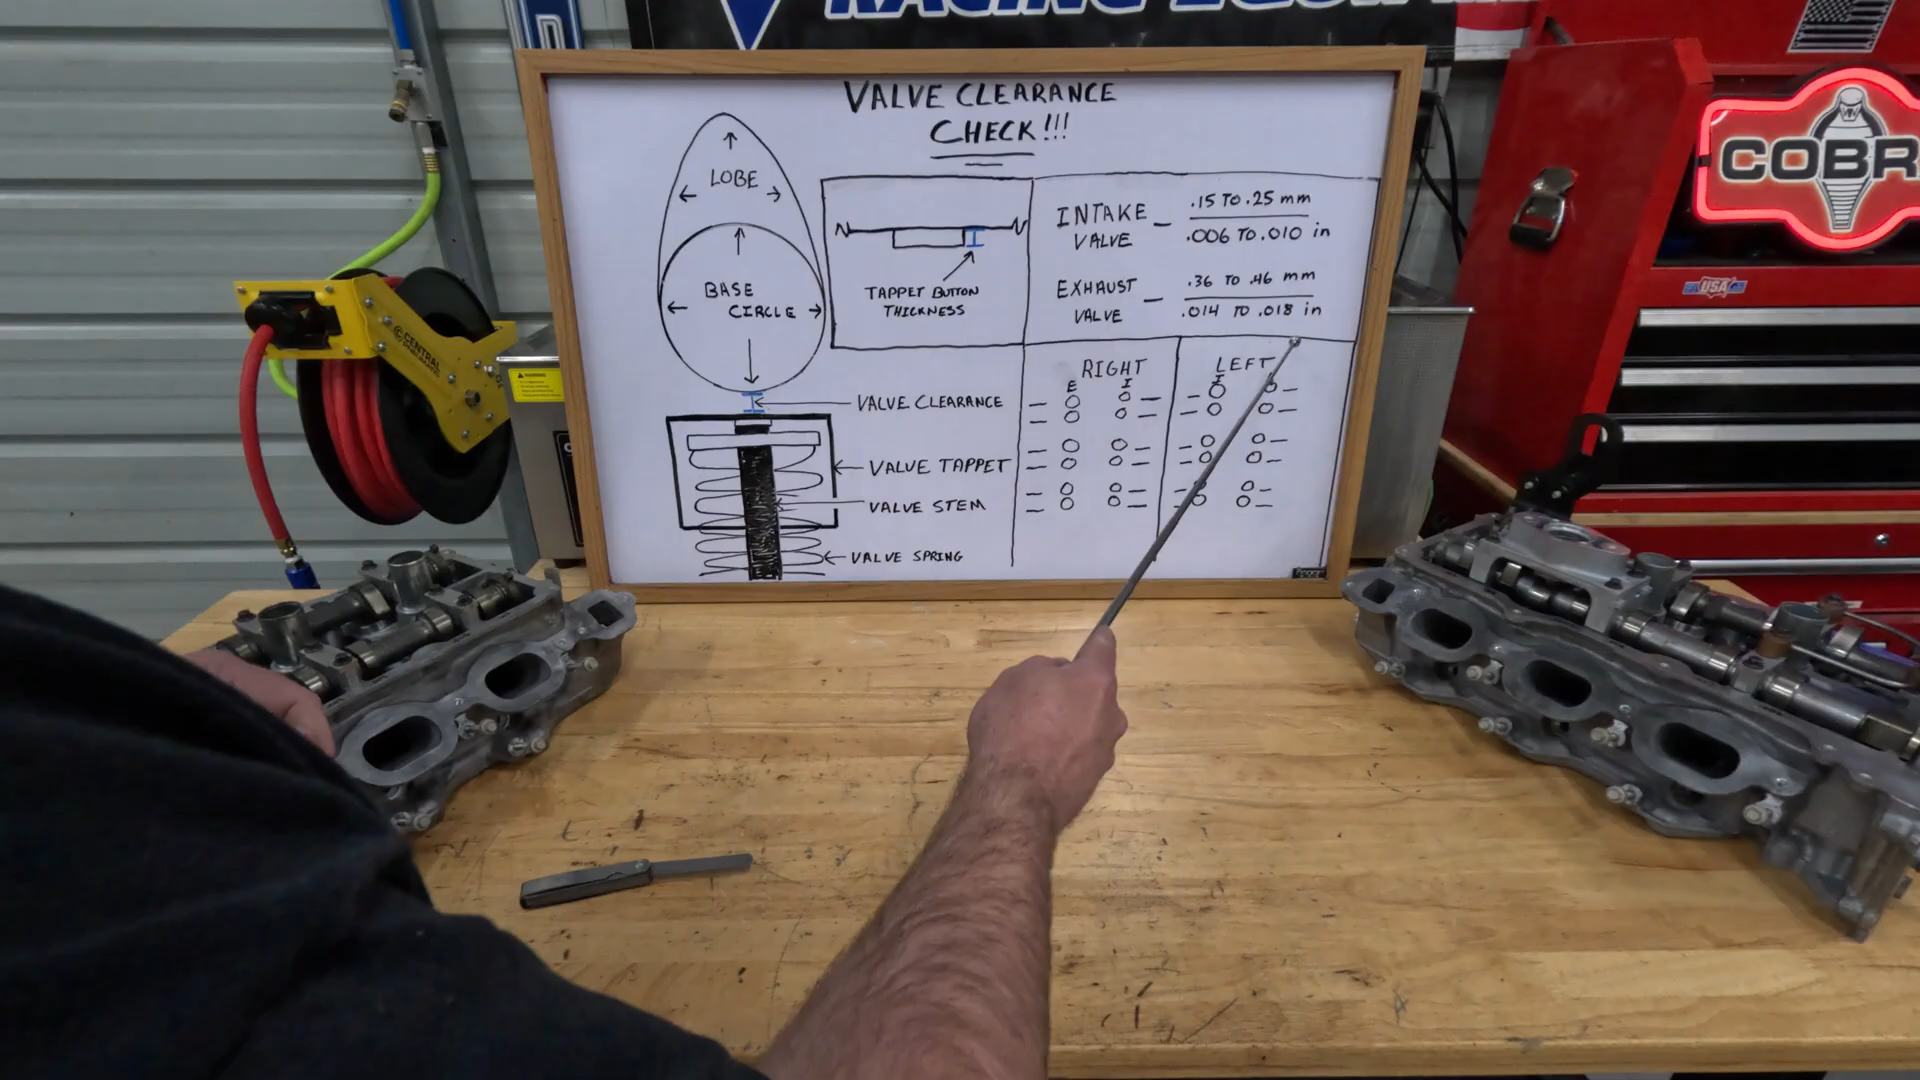 VALVE CLEARANCE
CHECK!!!
LOBE
BASE
CIRCLE
TAPPET BUTTON
THICKNESS
INTAKE
VALVE
—
.15 TO .25 mm
.006 TO .010 in
EXHAUST
VALVE
—
.36 TO .46 mm
.014 TO .018 in
VALVE CLEARANCE
VALVE TAPPET
VALVE STEM
VALVE SPRING
RIGHT
E I
LEFT
I
COBR
USA
CENTRAL
WARNING